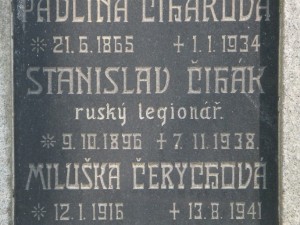 PAULINA ČIHÁKOVÁ
* 21.6.1865 + 1.1.1934
STANISLAV ČIHÁK
ruský legionář.
* 9.10.1896 + 7.11.1938.
MILUŠKA ČERYCHOVÁ
* 12.1.1916 + 13.8.1941